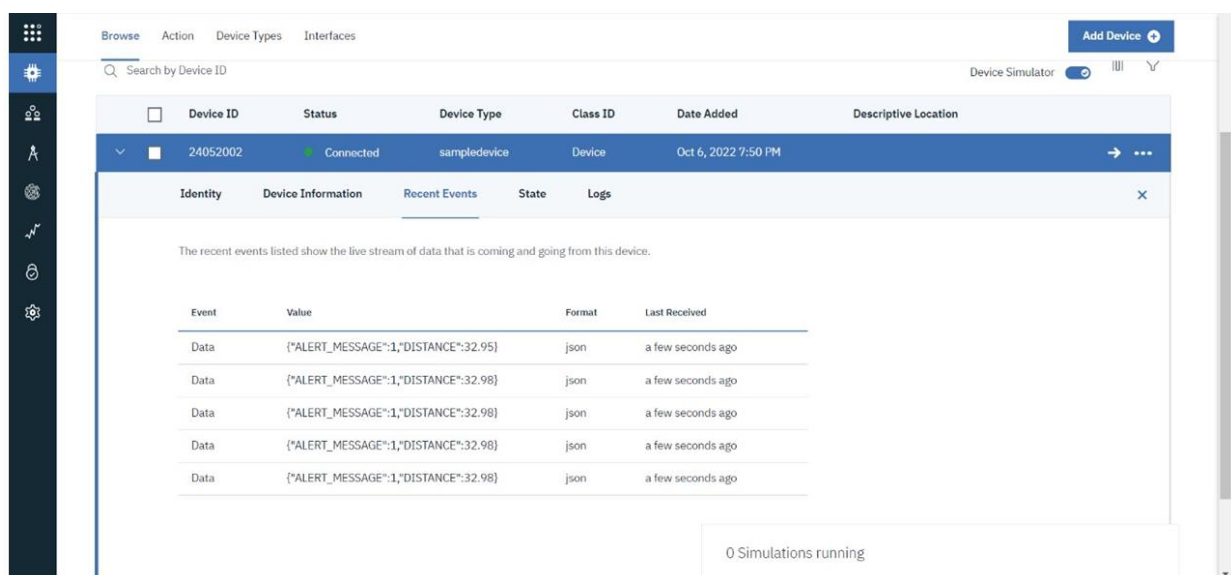 Browse Action Device Types Interfaces Add Device
Search by Device ID Device Simulator
Device ID Status Device Type Class ID Date Added Descriptive Location
24052002 Connected sampledevice Device Oct 6, 2022 7:50 PM
Identity Device Information Recent Events State Logs
The recent events listed show the live stream of data that is coming and going from this device.
Event Value Format Last Received
Data {"ALERT_MESSAGE":1,"DISTANCE":32.95} json a few seconds ago
Data {"ALERT_MESSAGE":1,"DISTANCE":32.98} json a few seconds ago
Data {"ALERT_MESSAGE":1,"DISTANCE":32.98} json a few seconds ago
Data {"ALERT_MESSAGE":1,"DISTANCE":32.98} json a few seconds ago
Data {"ALERT_MESSAGE":1,"DISTANCE":32.98} json a few seconds ago
0 Simulations running